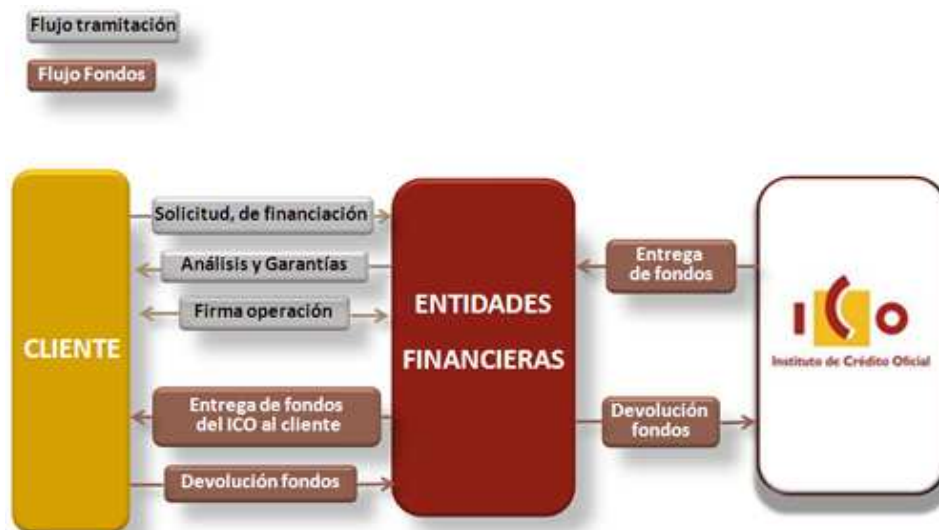 Flujo tramitación
Flujo Fondos
CLIENTE
Solicitud, de financiación
Análisis y Garantías
Firma operación
Entrega de fondos
del ICO al cliente
Devolución fondos
ENTIDADES
FINANCIERAS
Entrega
de fondos
Devolución
fondos
ICO
Instituto de Crédito Oficial